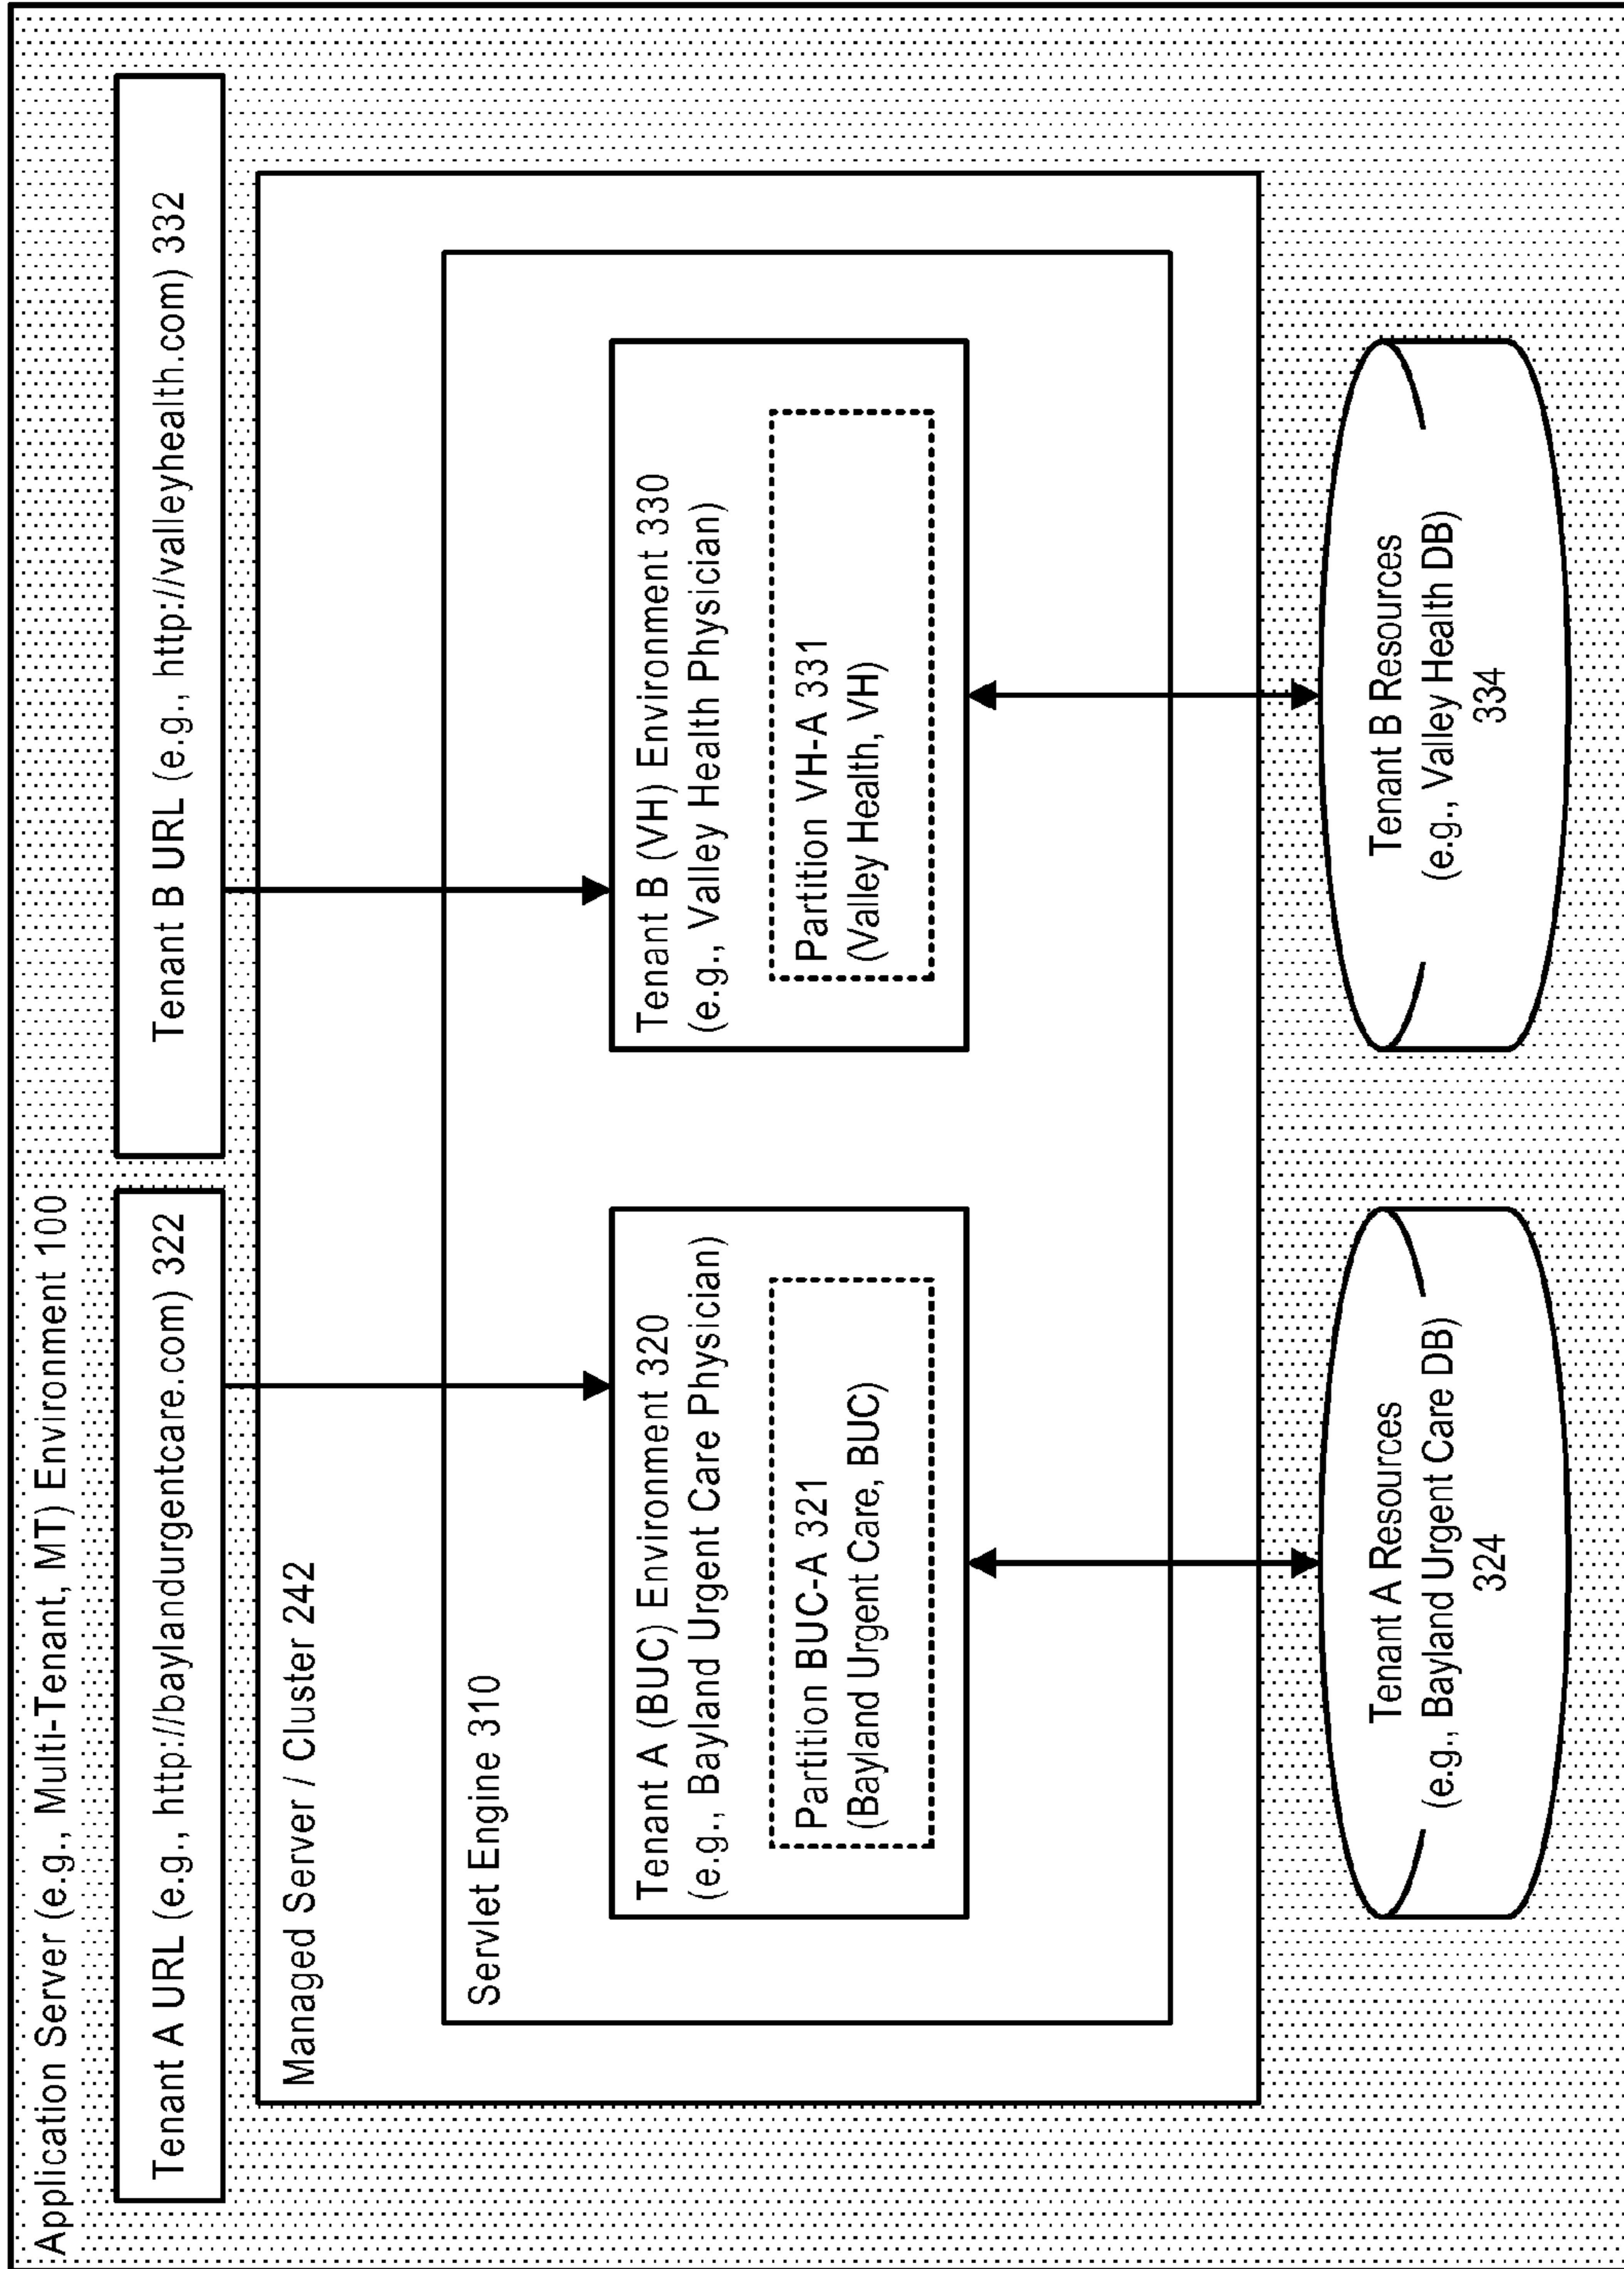 Application Server (e.g., Multi-Tenant, MT) Environment 100
Tenant A URL (e.g., http://baylandurgentcare.com) 322
Tenant B URL (e.g., http://valleyhealth.com) 332
Managed Server / Cluster 242
Servlet Engine 310
Tenant A (BUC) Environment 320
(e.g., Bayland Urgent Care Physician)
Partition BUC-A 321
(Bayland Urgent Care, BUC)
Tenant B (VH) Environment 330
(e.g., Valley Health Physician)
Partition VH-A 331
(Valley Health, VH)
Tenant A Resources
(e.g., Bayland Urgent Care DB)
324
Tenant B Resources
(e.g., Valley Health DB)
334